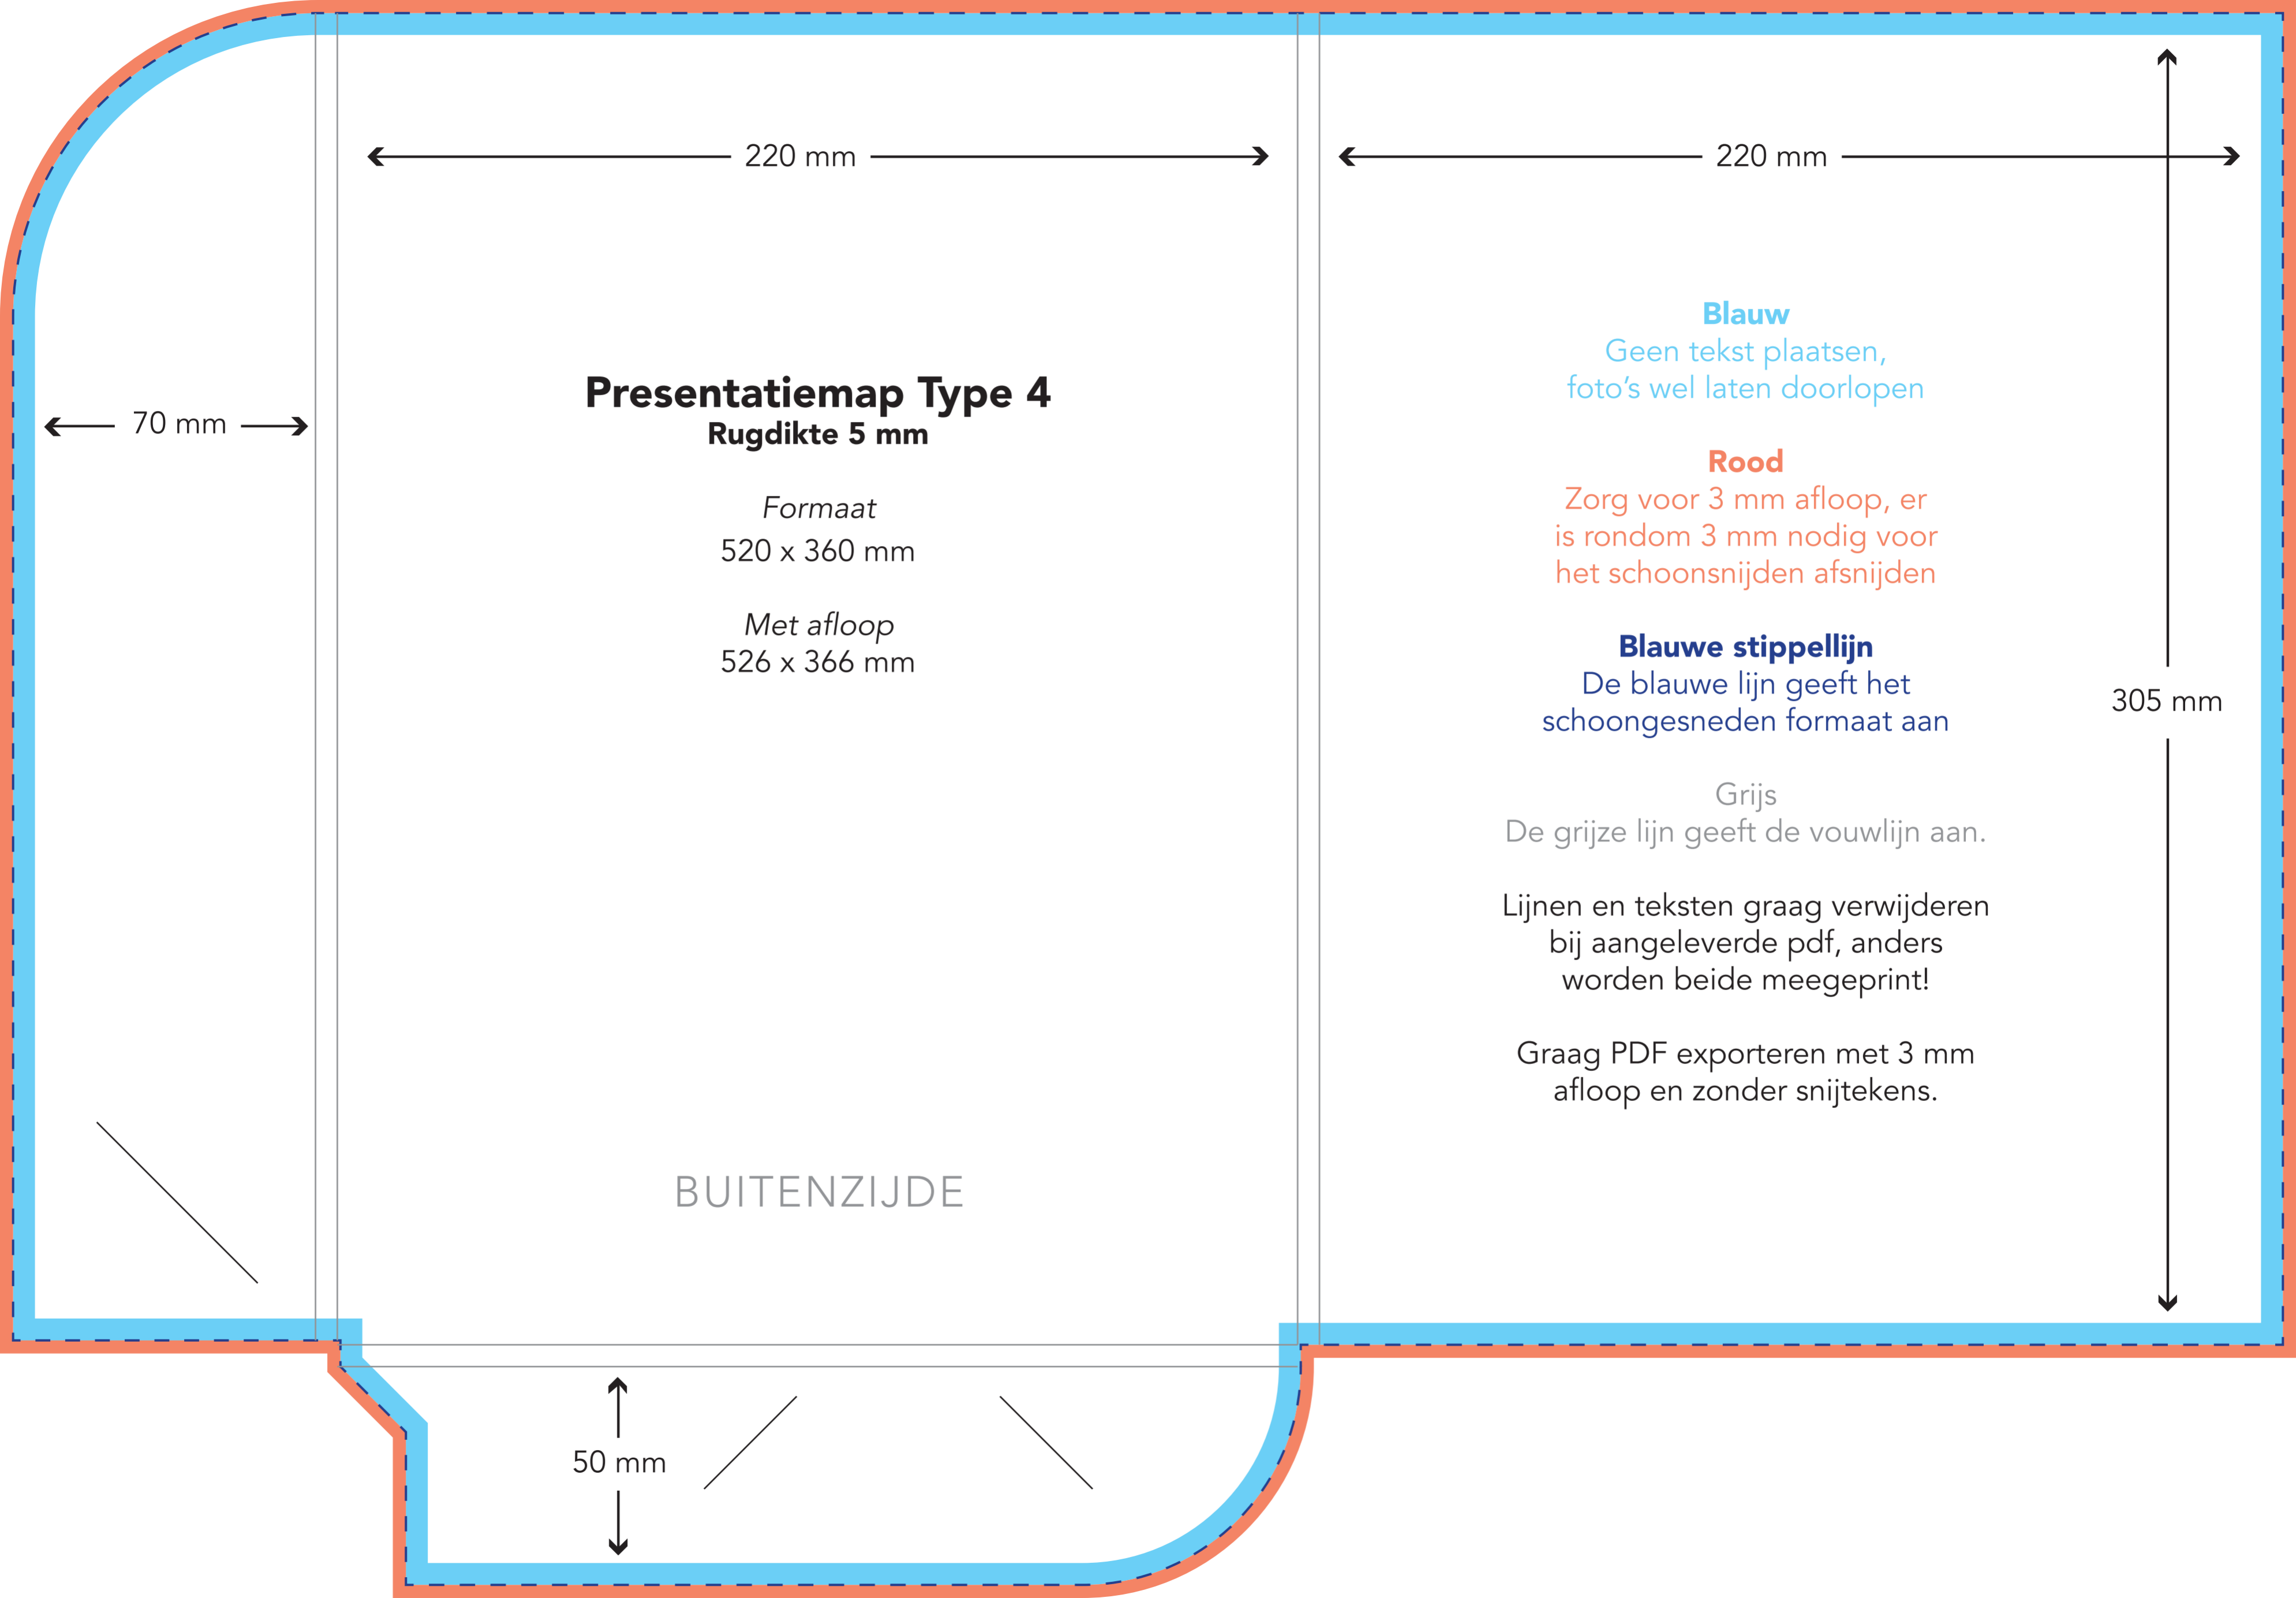 220 mm
220 mm
70 mm
Presentatiemap Type 4
Rugdikte 5 mm
Formaat
520 x 360 mm
Met afloop
526 x 366 mm
BUITENZIJDE
50 mm
Blauw
Geen tekst plaatsen,
foto’s wel laten doorlopen
Rood
Zorg voor 3 mm afloop, er
is rondom 3 mm nodig voor
het schoonsnijden afsnijden
Blauwe stippellijn
De blauwe lijn geeft het
schoongesneden formaat aan
Grijs
De grijze lijn geeft de vouwlijn aan.
Lijnen en teksten graag verwijderen
bij aangeleverde pdf, anders
worden beide meegeprint!
Graag PDF exporteren met 3 mm
afloop en zonder snijtekens.
305 mm